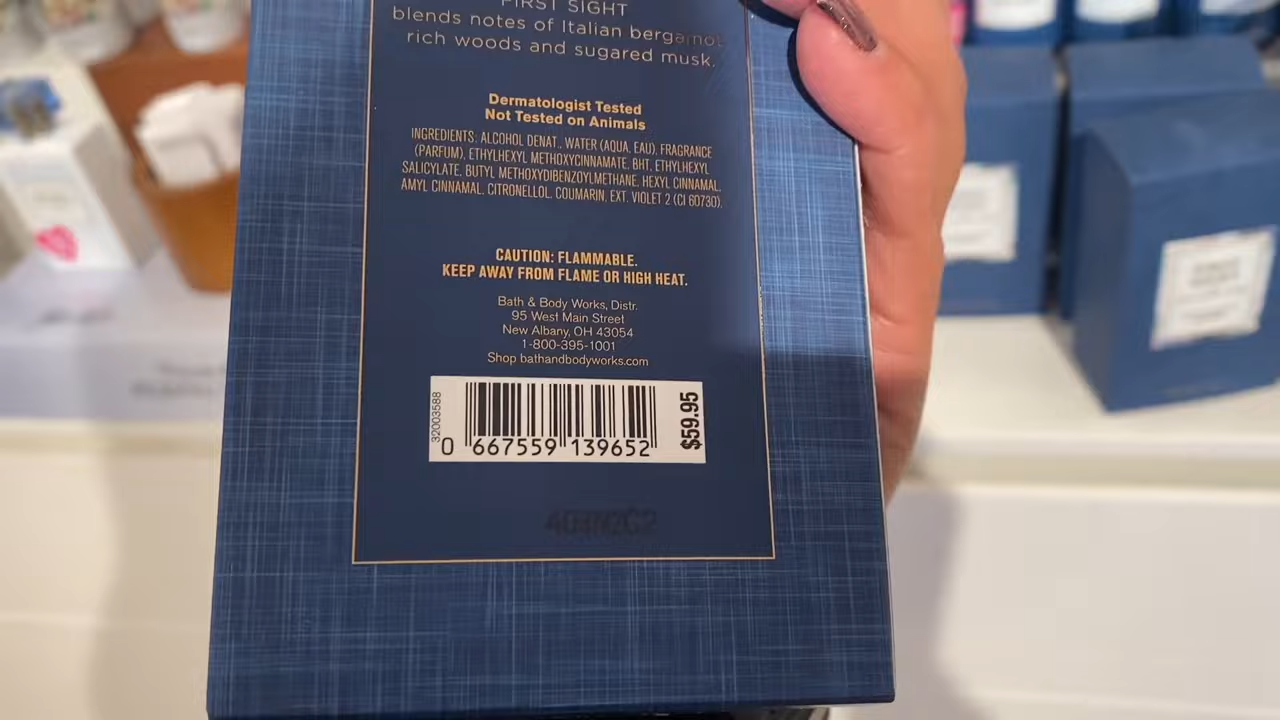 FIRST SIGHT
blends notes of Italian bergamot
rich woods and sugared musk.
Dermatologist Tested
Not Tested on Animals
INGREDIENTS: ALCOHOL DENAT., WATER (AQUA, EAU), FRAGRANCE
(PARFUM), ETHYLHEXYL METHOXYCINNAMATE, BHT, ETHYLHEXYL
SALICYLATE, BUTYL METHOXYDIBENZOYLMETHANE, HEXYL CINNAMAL,
AMYL CINNAMAL, CITRONELLOL, COUMARIN, EXT. VIOLET 2 (CI 60730).
CAUTION: FLAMMABLE.
KEEP AWAY FROM FLAME OR HIGH HEAT.
Bath & Body Works, Distr.
95 West Main Street
New Albany, OH 43054
1-800-395-1001
Shop bathandbodyworks.com
32003588
0 667559 139652
$59.95